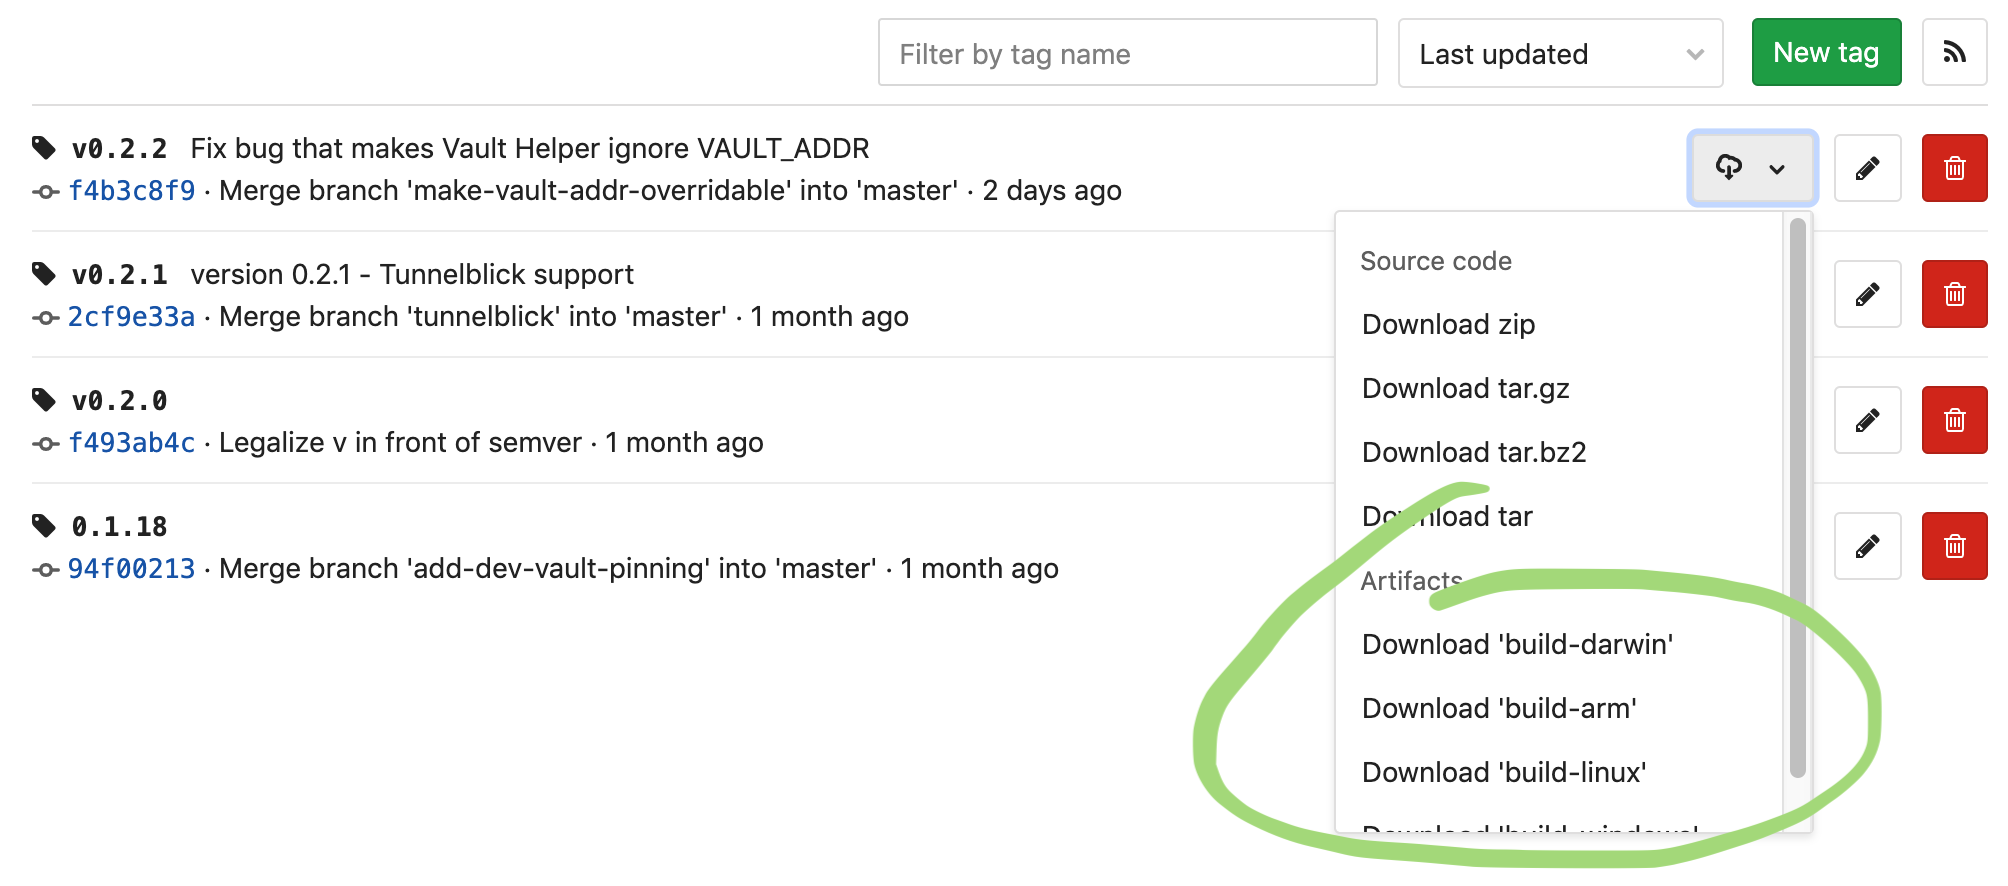 Filter by tag name
Last updated
New tag
v0.2.2 Fix bug that makes Vault Helper ignore VAULT_ADDR
f4b3c8f9 · Merge branch 'make-vault-addr-overridable' into 'master' · 2 days ago
v0.2.1 version 0.2.1 - Tunnelblick support
2cf9e33a · Merge branch 'tunnelblick' into 'master' · 1 month ago
v0.2.0
f493ab4c · Legalize v in front of semver · 1 month ago
0.1.18
94f00213 · Merge branch 'add-dev-vault-pinning' into 'master' · 1 month ago
Source code
Download zip
Download tar.gz
Download tar.bz2
Download tar
Artifacts
Download 'build-darwin'
Download 'build-arm'
Download 'build-linux'
Download 'build-windows'